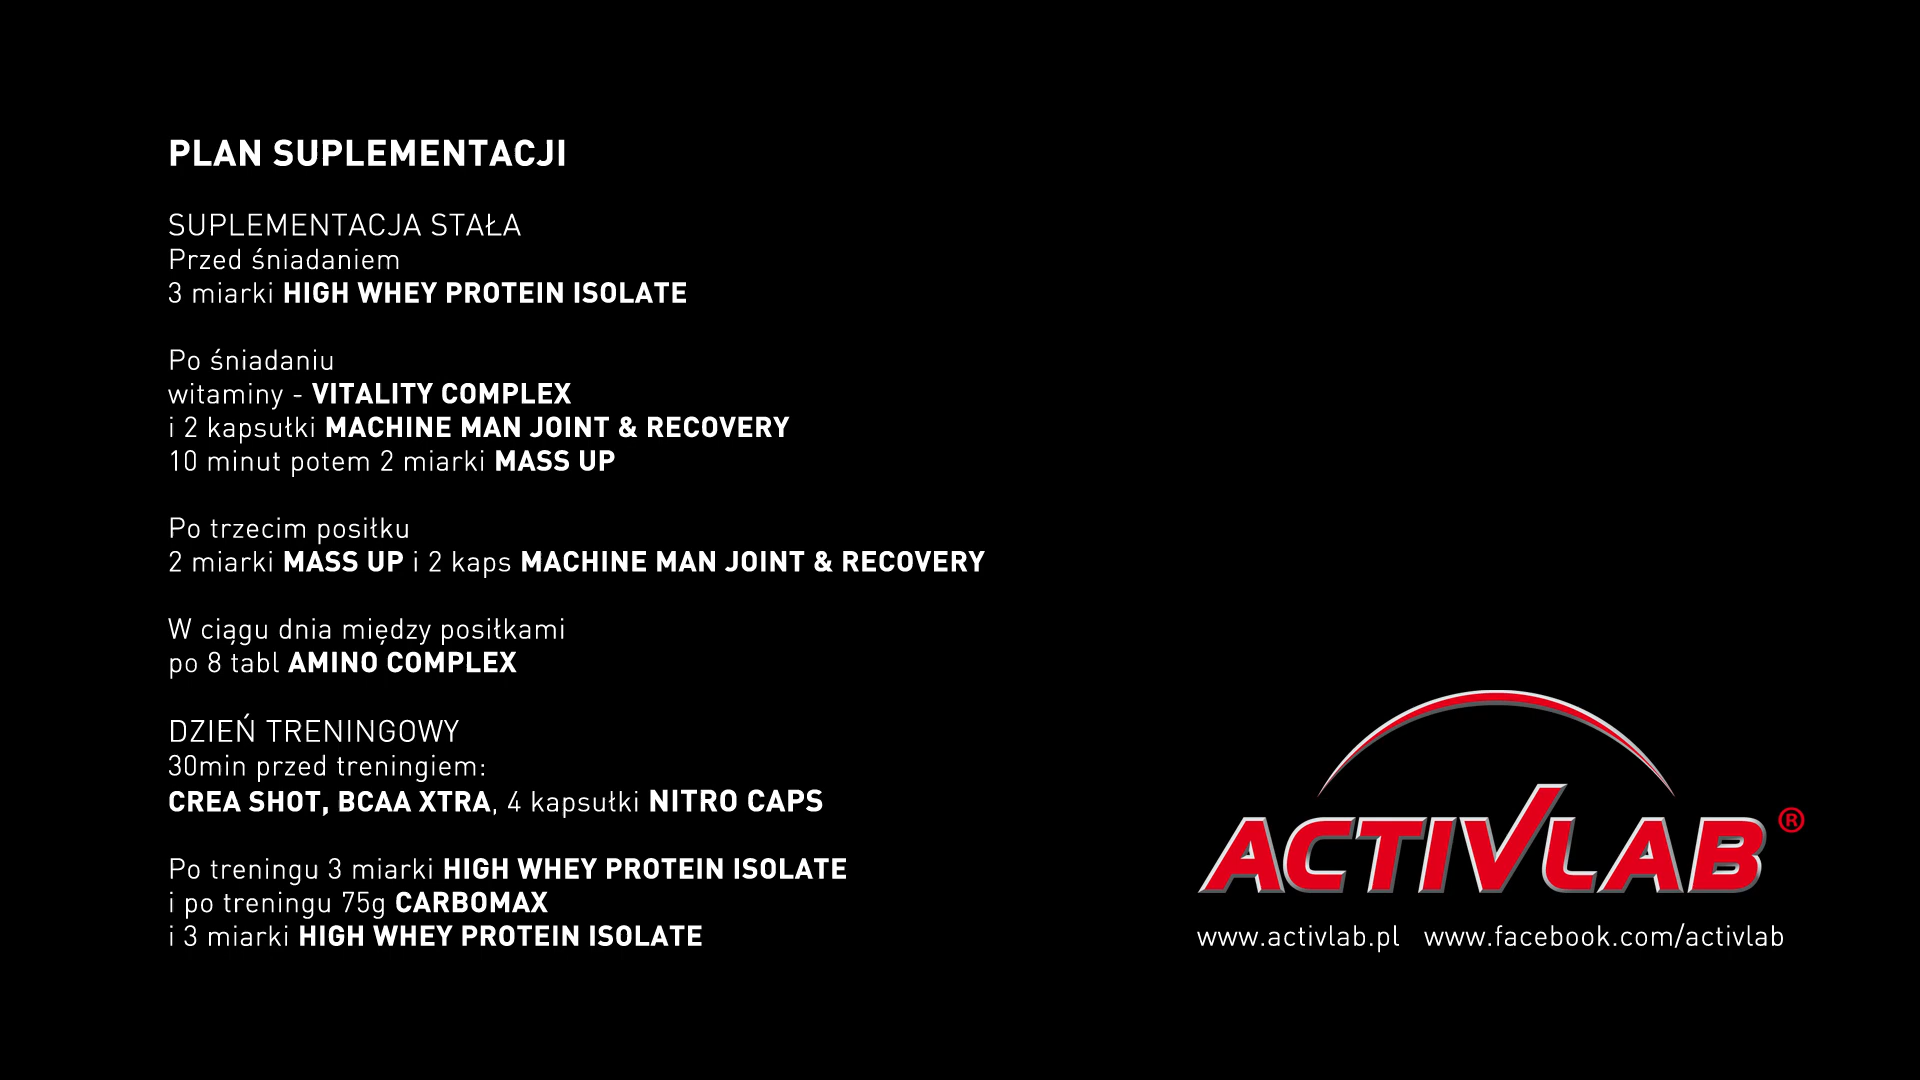 PLAN SUPLEMENTACJI
SUPLEMENTACJA STAŁA
Przed śniadaniem
3 miarki HIGH WHEY PROTEIN ISOLATE
Po śniadaniu
witaminy - VITALITY COMPLEX
i 2 kapsułki MACHINE MAN JOINT & RECOVERY
10 minut potem 2 miarki MASS UP
Po trzecim posiłku
2 miarki MASS UP i 2 kaps MACHINE MAN JOINT & RECOVERY
W ciągu dnia między posiłkami
po 8 tabl AMINO COMPLEX
DZIEŃ TRENINGOWY
30min przed treningiem:
CREA SHOT, BCAA XTRA, 4 kapsułki NITRO CAPS
Po treningu 3 miarki HIGH WHEY PROTEIN ISOLATE
i po treningu 75g CARBOMAX
i 3 miarki HIGH WHEY PROTEIN ISOLATE
ACTIVLAB®
www.activlab.pl www.facebook.com/activlab